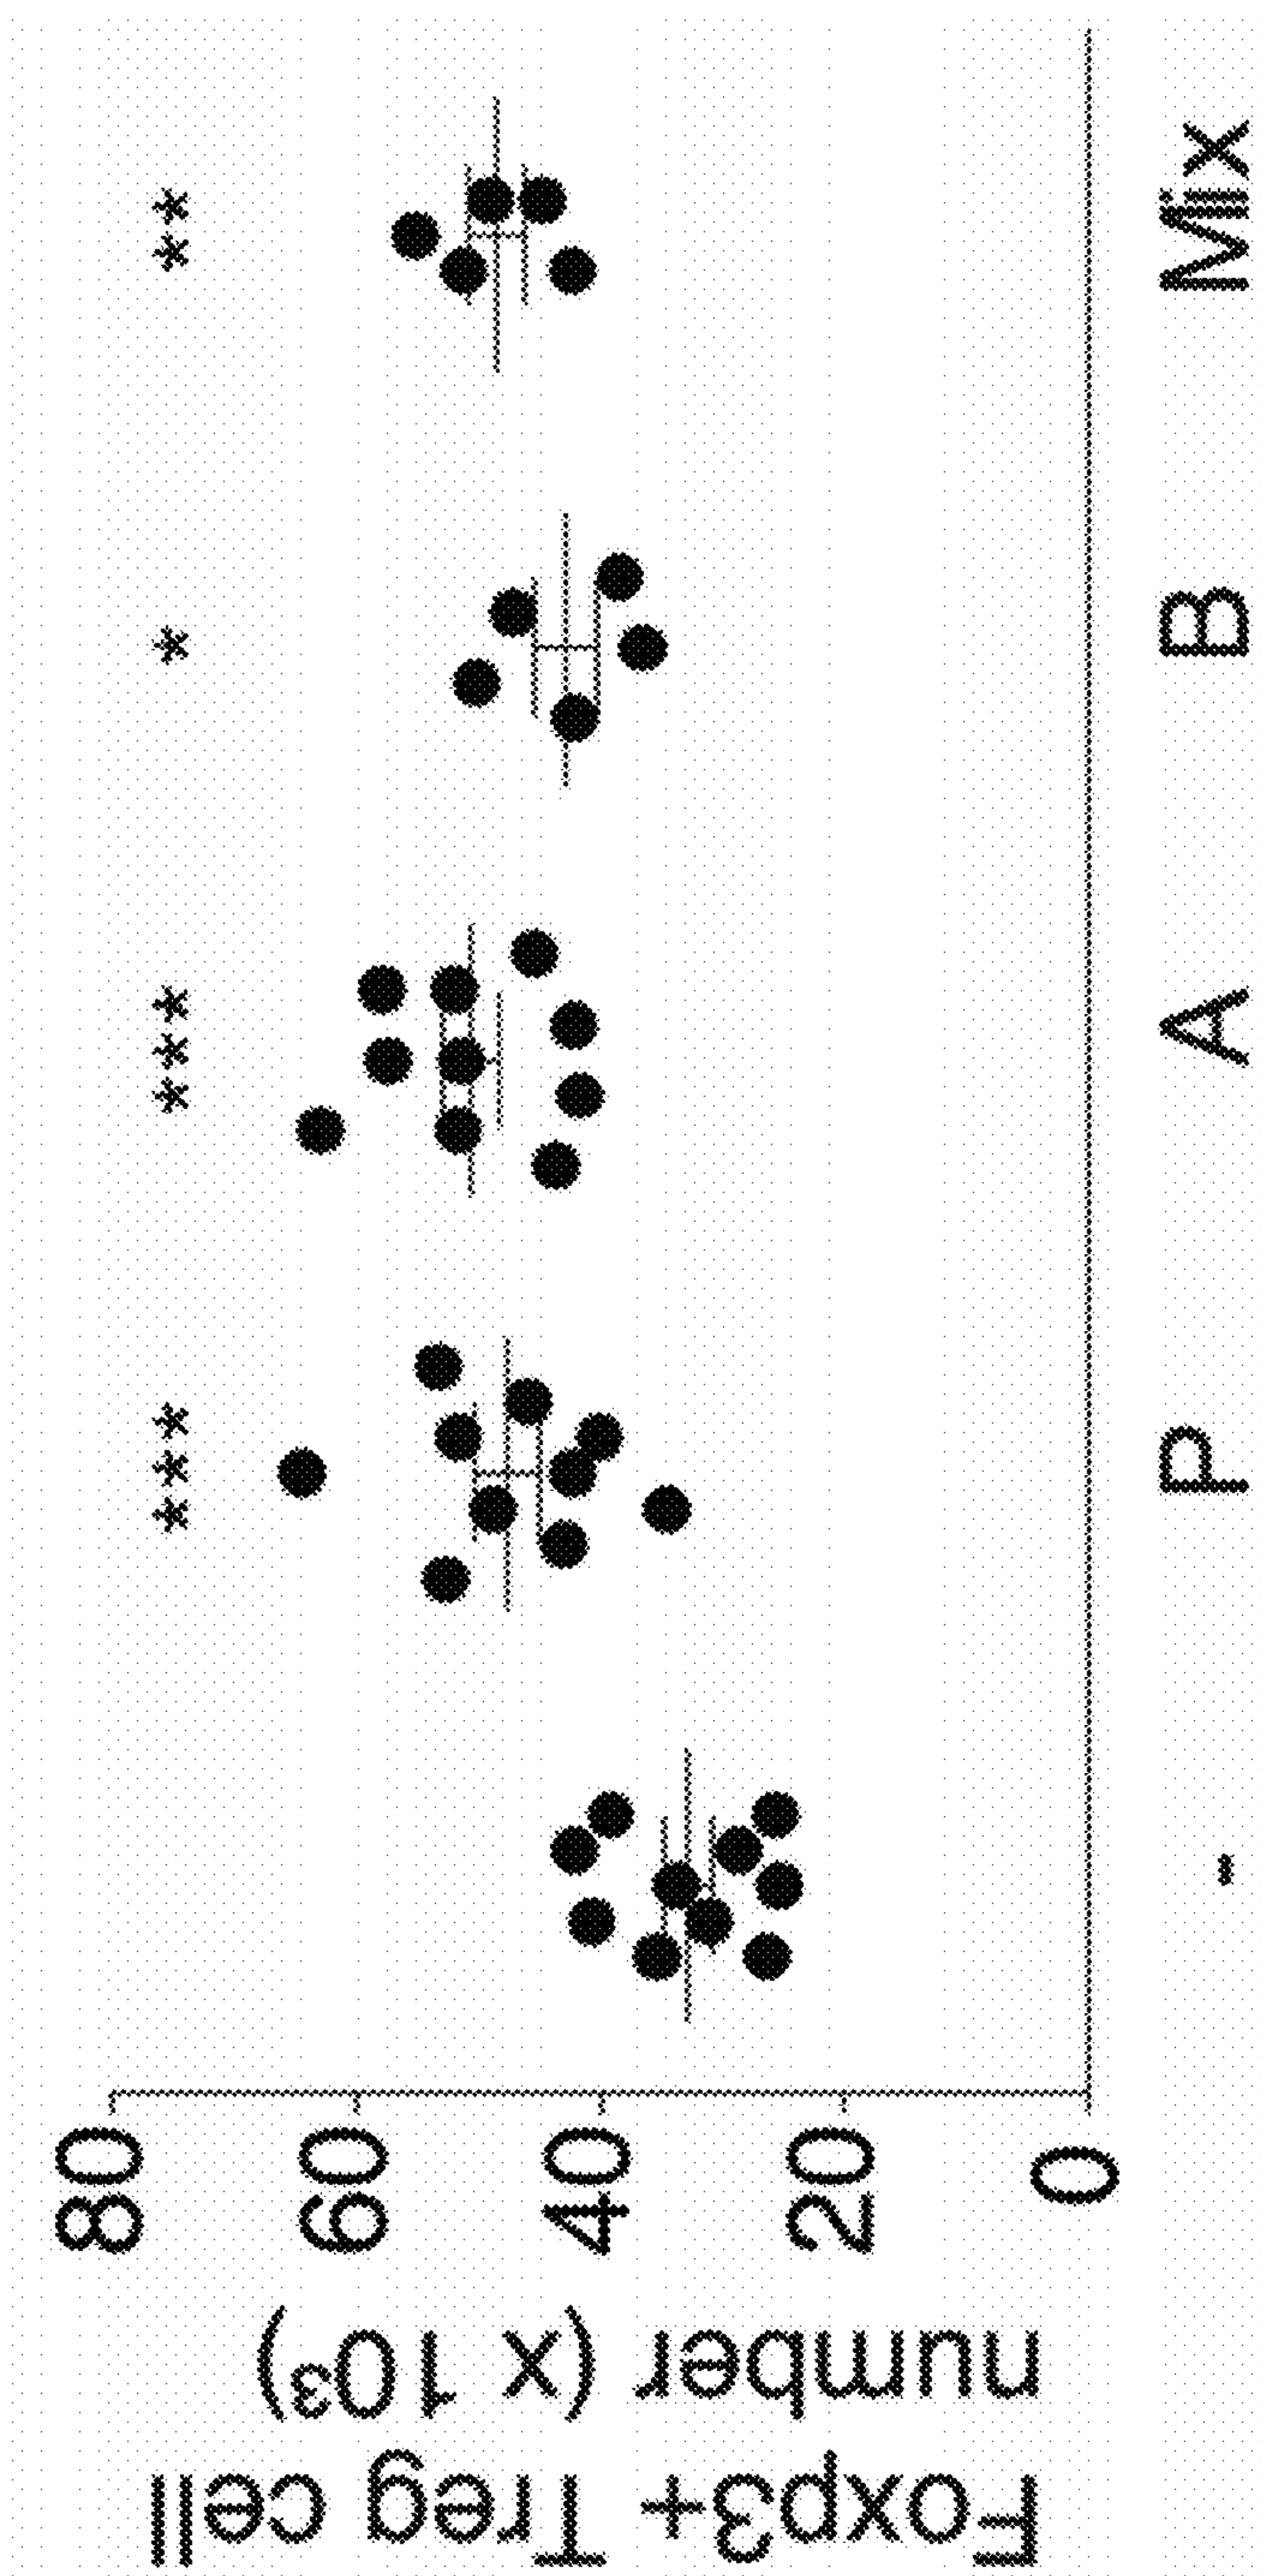 Foxp3+ Treg cell
number (x 10³)
80
60
40
20
0
*** *** * **
- P A B Mix